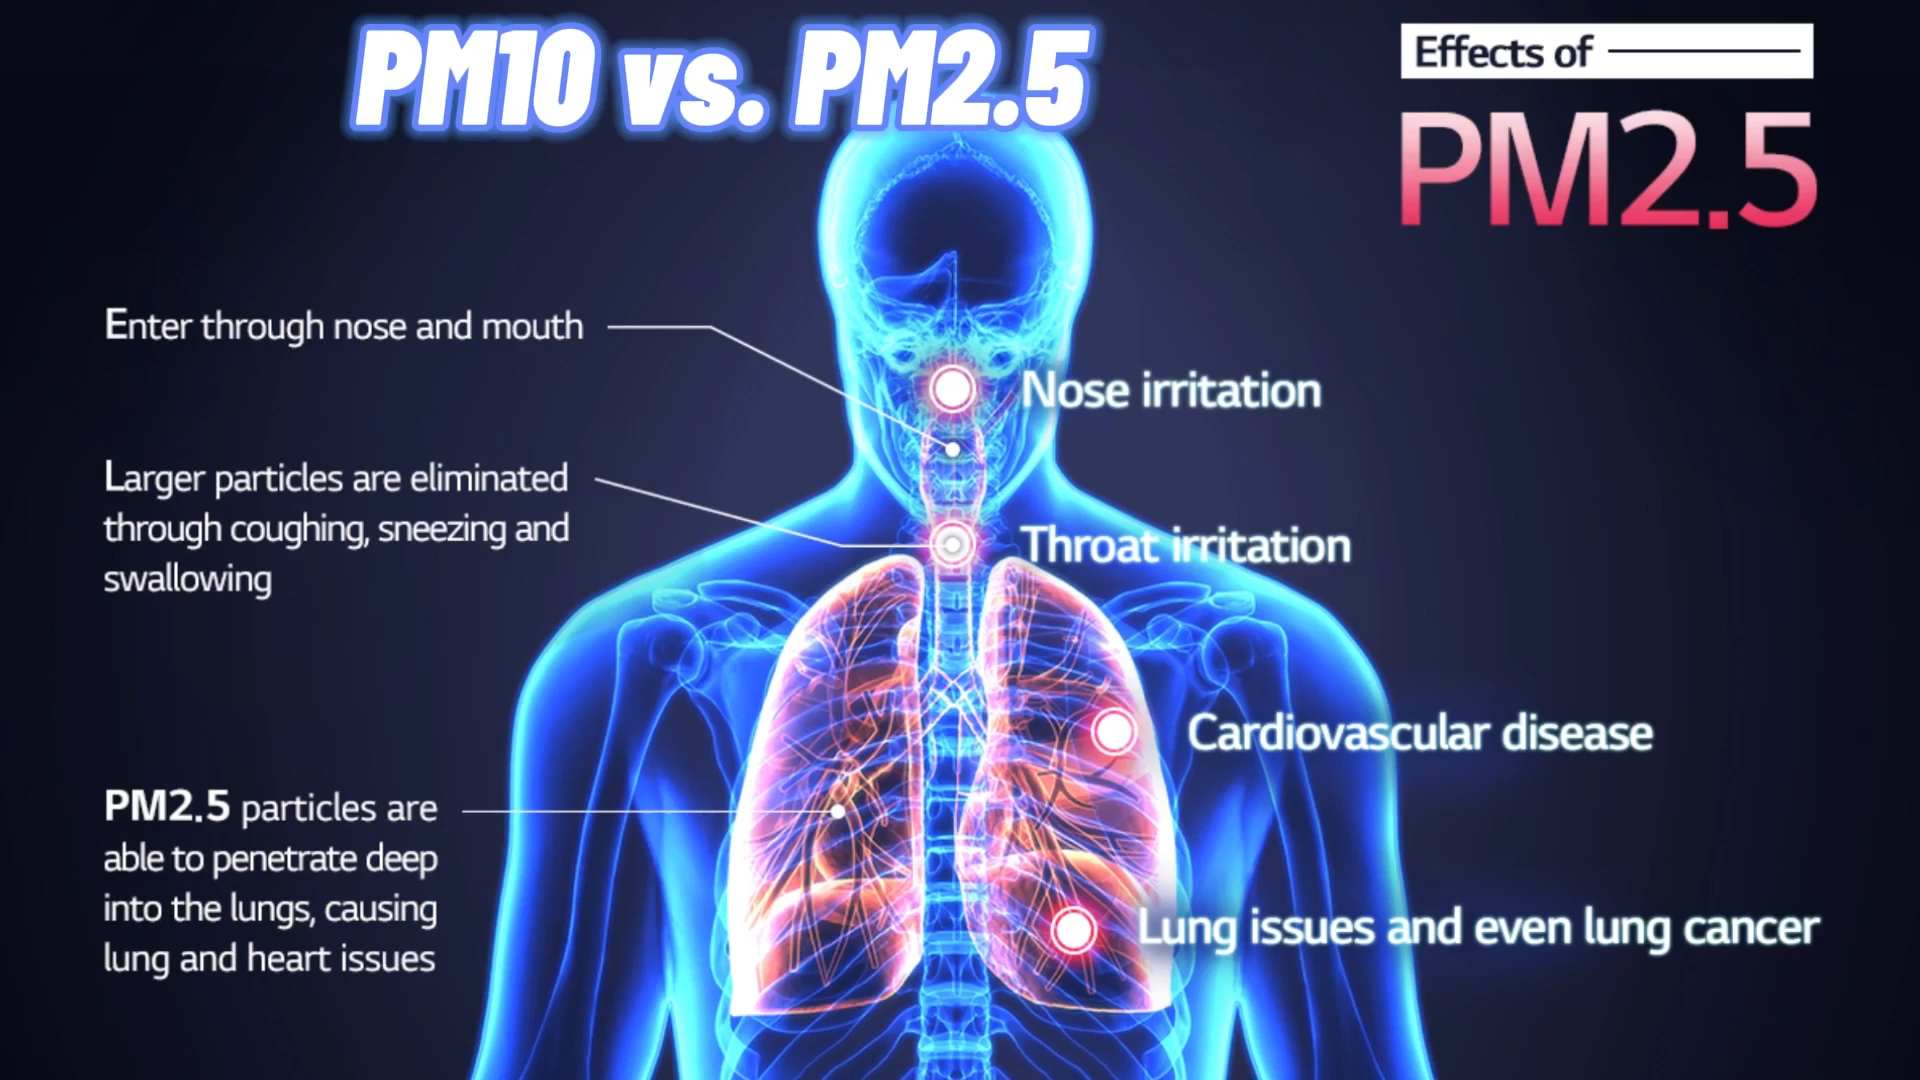 PM10 vs. PM2.5
Effects of
PM2.5
Enter through nose and mouth
Nose irritation
Larger particles are eliminated
through coughing, sneezing and
swallowing
Throat irritation
Cardiovascular disease
PM2.5 particles are
able to penetrate deep
into the lungs, causing
lung and heart issues
Lung issues and even lung cancer